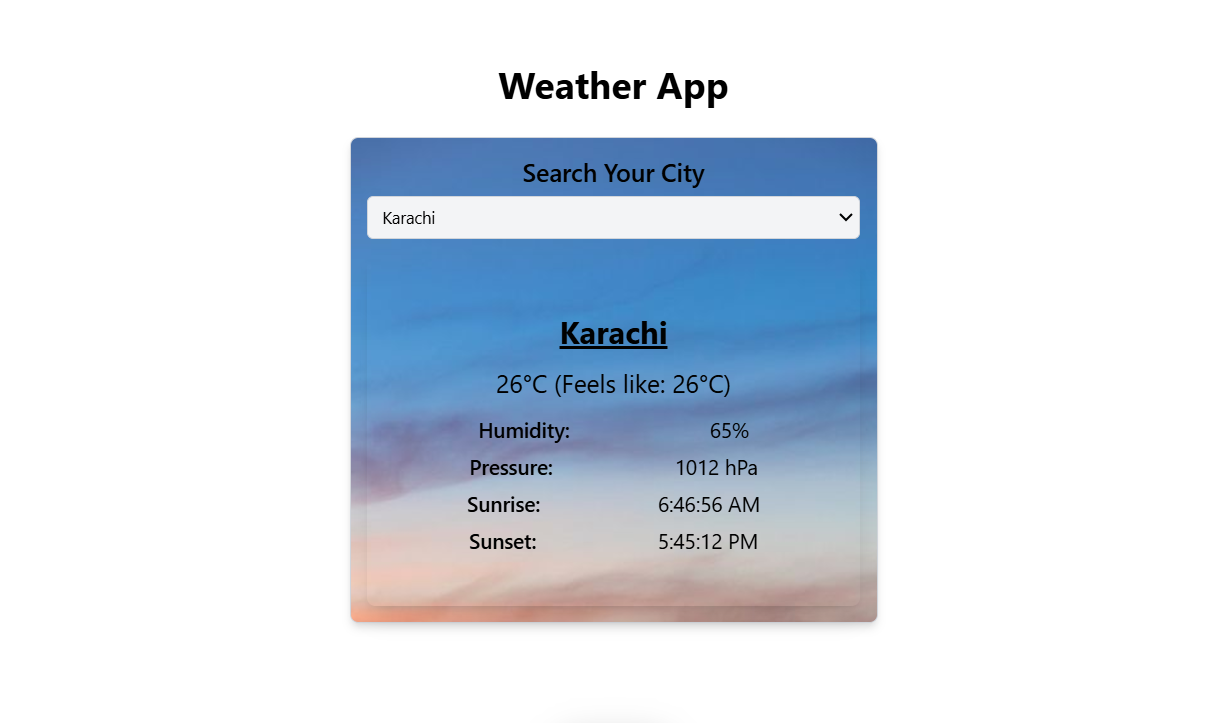 Weather App
Search Your City
Karachi
Karachi
26°C (Feels like: 26°C)
Humidity: 65%
Pressure: 1012 hPa
Sunrise: 6:46:56 AM
Sunset: 5:45:12 PM